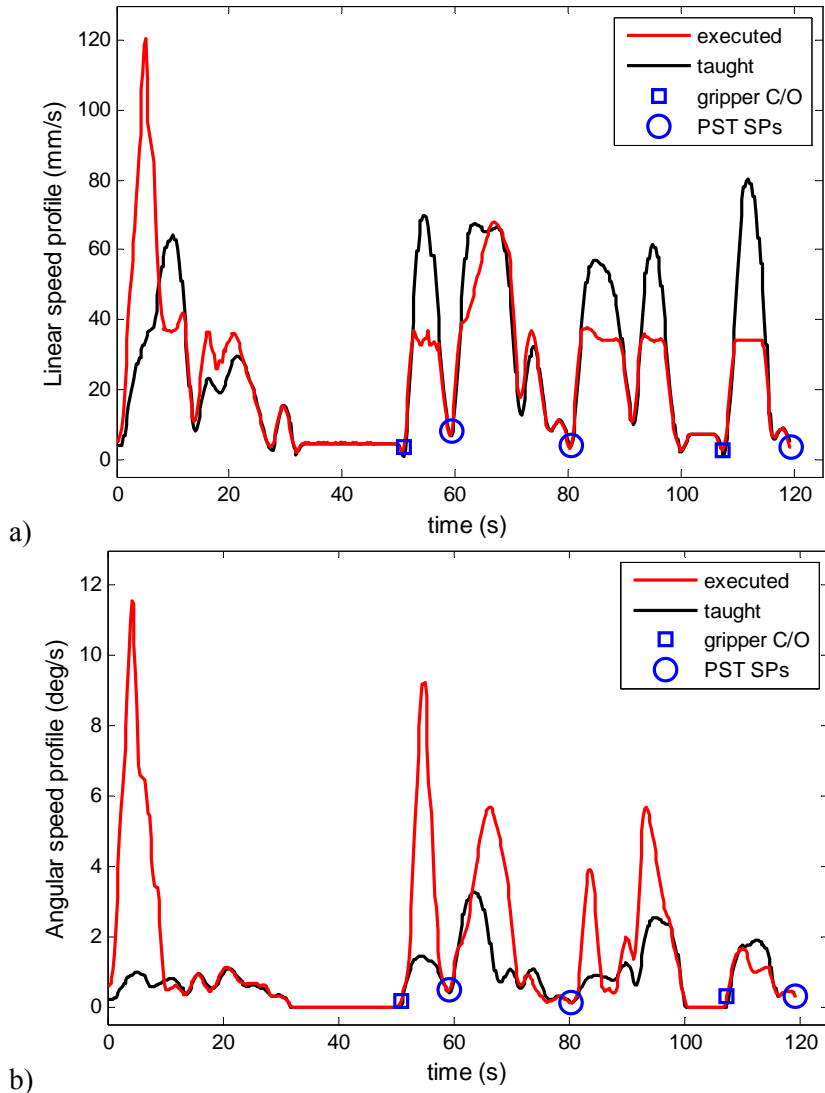 120
100
80
60
40
20
0
Linear speed profile (mm/s)
executed
taught
gripper C/O
PST SPs
0 20 40 60 80 100 120
time (s)
a)
12
10
8
6
4
2
0
Angular speed profile (deg/s)
executed
taught
gripper C/O
PST SPs
0 20 40 60 80 100 120
time (s)
b)